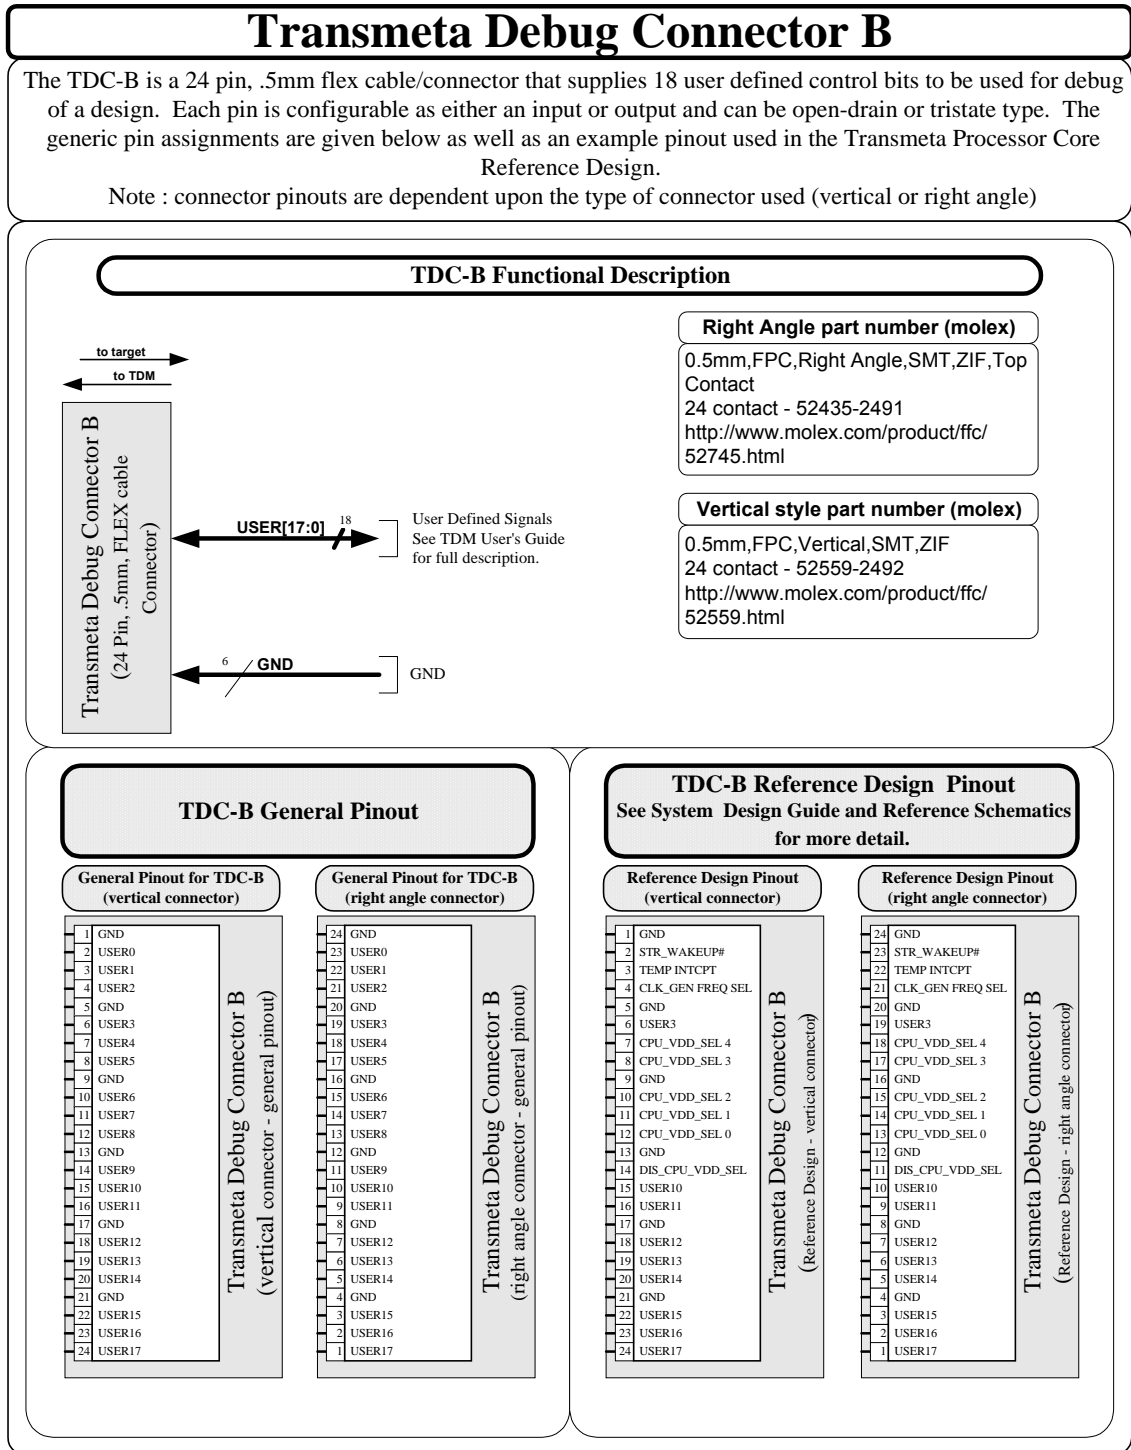 Transmeta Debug Connector B
The TDC-B is a 24 pin, .5mm flex cable/connector that supplies 18 user defined control bits to be used for debug
of a design. Each pin is configurable as either an input or output and can be open-drain or tristate type. The
generic pin assignments are given below as well as an example pinout used in the Transmeta Processor Core
Reference Design.
Note : connector pinouts are dependent upon the type of connector used (vertical or right angle)
TDC-B Functional Description
to target
to TDM
Transmeta Debug Connector B
(24 Pin, .5mm, FLEX cable
Connector)
USER[17:0]
18
User Defined Signals
See TDM User's Guide
for full description.
6
GND
GND
Right Angle part number (molex)
0.5mm,FPC,Right Angle,SMT,ZIF,Top
Contact
24 contact - 52435-2491
http://www.molex.com/product/ffc/
52745.html
Vertical style part number (molex)
0.5mm,FPC,Vertical,SMT,ZIF
24 contact - 52559-2492
http://www.molex.com/product/ffc/
52559.html
TDC-B General Pinout
General Pinout for TDC-B
(vertical connector)
1 GND
2 USER0
3 USER1
4 USER2
5 GND
6 USER3
7 USER4
8 USER5
9 GND
10 USER6
11 USER7
12 USER8
13 GND
14 USER9
15 USER10
16 USER11
17 GND
18 USER12
19 USER13
20 USER14
21 GND
22 USER15
23 USER16
24 USER17
Transmeta Debug Connector B
(vertical connector - general pinout)
General Pinout for TDC-B
(right angle connector)
24 GND
23 USER0
22 USER1
21 USER2
20 GND
19 USER3
18 USER4
17 USER5
16 GND
15 USER6
14 USER7
13 USER8
12 GND
11 USER9
10 USER10
9 USER11
8 GND
7 USER12
6 USER13
5 USER14
4 GND
3 USER15
2 USER16
1 USER17
Transmeta Debug Connector B
(right angle connector - general pinout)
TDC-B Reference Design Pinout
See System Design Guide and Reference Schematics
for more detail.
Reference Design Pinout
(vertical connector)
1 GND
2 STR_WAKEUP#
3 TEMP INTCPT
4 CLK_GEN FREQ SEL
5 GND
6 USER3
7 CPU_VDD_SEL 4
8 CPU_VDD_SEL 3
9 GND
10 CPU_VDD_SEL 2
11 CPU_VDD_SEL 1
12 CPU_VDD_SEL 0
13 GND
14 DIS_CPU_VDD_SEL
15 USER10
16 USER11
17 GND
18 USER12
19 USER13
20 USER14
21 GND
22 USER15
23 USER16
24 USER17
Transmeta Debug Connector B
(Reference Design - vertical connector)
Reference Design Pinout
(right angle connector)
24 GND
23 STR_WAKEUP#
22 TEMP INTCPT
21 CLK_GEN FREQ SEL
20 GND
19 USER3
18 CPU_VDD_SEL 4
17 CPU_VDD_SEL 3
16 GND
15 CPU_VDD_SEL 2
14 CPU_VDD_SEL 1
13 CPU_VDD_SEL 0
12 GND
11 DIS_CPU_VDD_SEL
10 USER10
9 USER11
8 GND
7 USER12
6 USER13
5 USER14
4 GND
3 USER15
2 USER16
1 USER17
Transmeta Debug Connector B
(Reference Design - right angle connector)